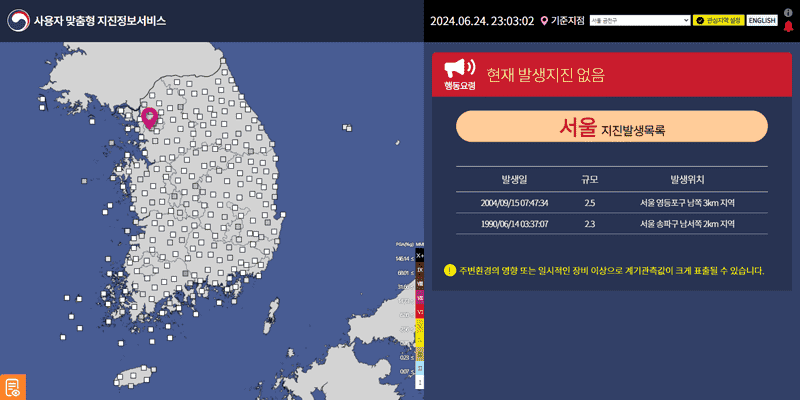 사용자 맞춤형 지진정보서비스
2024.06.24. 23:03:02 기준지점 서울 금천구 관심지역 설정 ENGLISH
행동요령 현재 발생지진 없음
서울 지진발생목록
발생일 규모 발생위치
2004/09/15 07:47:34 2.5 서울 영등포구 남쪽 3km 지역
1990/06/14 03:37:07 2.3 서울 송파구 남서쪽 2km 지역
! 주변환경의 영향 또는 일시적인 장비 이상으로 계기관측값이 크게 표출될 수 있습니다.
X+
IX
VIII
VII
VI
II
I